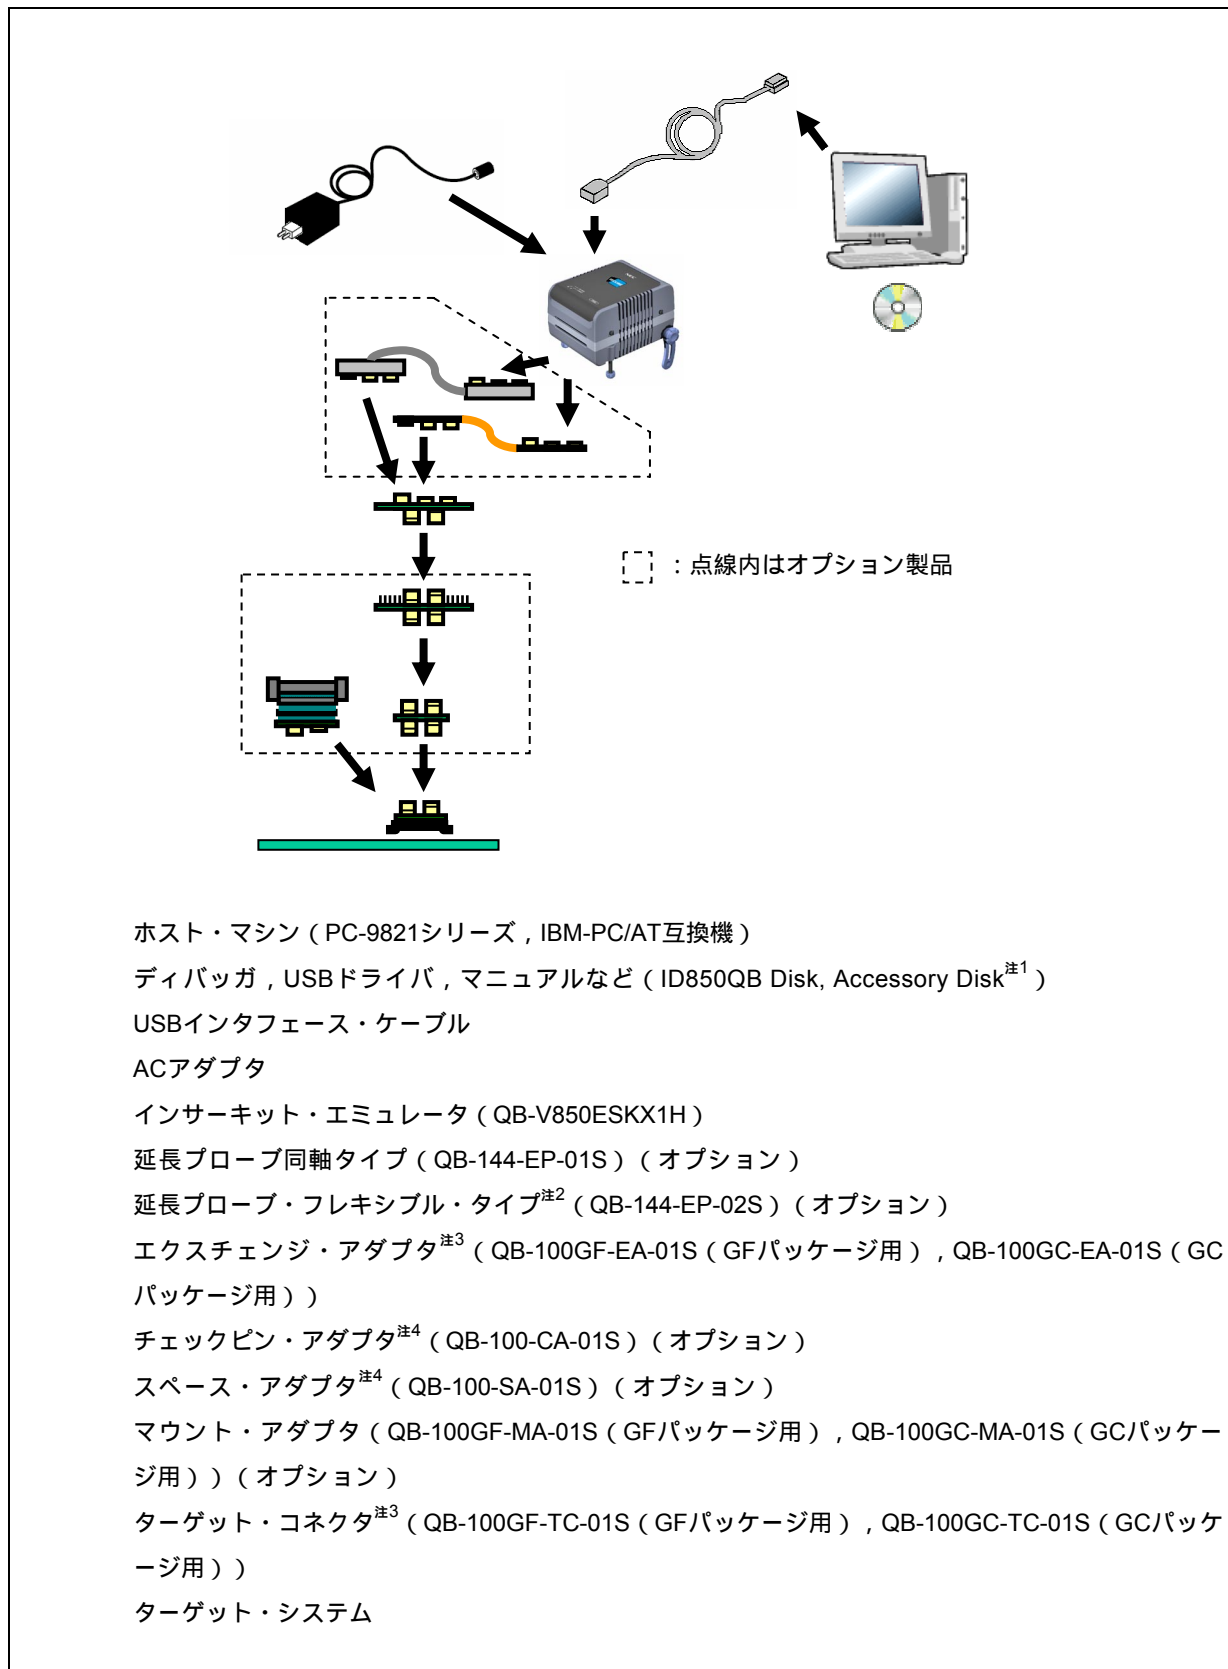 ：点線内はオプション製品
ホスト・マシン（PC-9821シリーズ，IBM-PC/AT互換機）
ディバッガ，USBドライバ，マニュアルなど（ID850QB Disk, Accessory Disk注1）
USBインタフェース・ケーブル
ACアダプタ
インサーキット・エミュレータ（QB-V850ESKX1H）
延長プローブ同軸タイプ（QB-144-EP-01S）（オプション）
延長プローブ・フレキシブル・タイプ注2（QB-144-EP-02S）（オプション）
エクスチェンジ・アダプタ注3（QB-100GF-EA-01S（GFパッケージ用），QB-100GC-EA-01S（GC
パッケージ用））
チェックピン・アダプタ注4（QB-100-CA-01S）（オプション）
スペース・アダプタ注4（QB-100-SA-01S）（オプション）
マウント・アダプタ（QB-100GF-MA-01S（GFパッケージ用），QB-100GC-MA-01S（GCパッケー
ジ用））（オプション）
ターゲット・コネクタ注3（QB-100GF-TC-01S（GFパッケージ用），QB-100GC-TC-01S（GCパッケ
ージ用））
ターゲット・システム